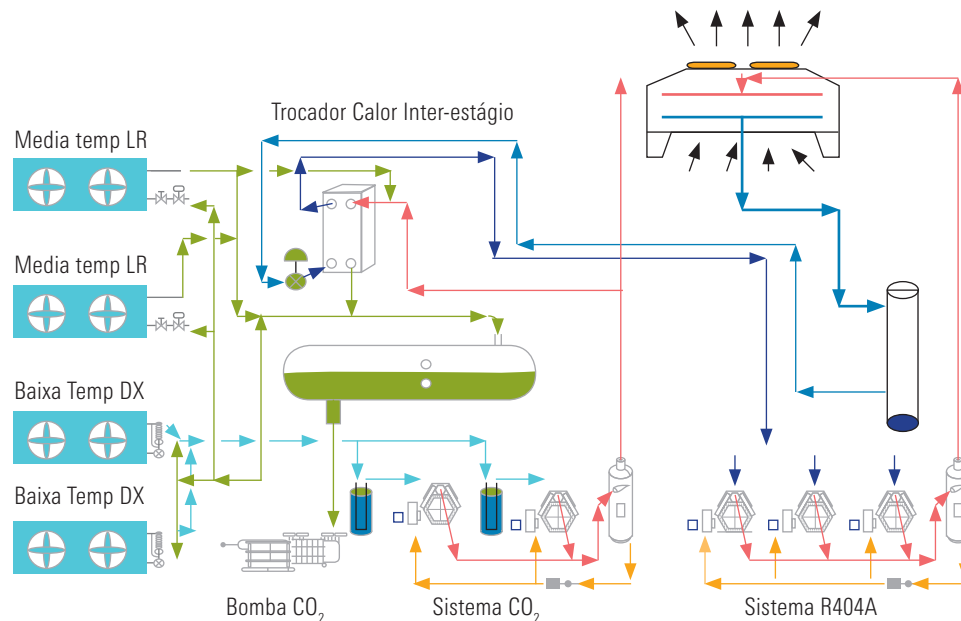 Trocador Calor Inter-estágio
Media temp LR
Media temp LR
Baixa Temp DX
Baixa Temp DX
Bomba CO₂
Sistema CO₂
Sistema R404A